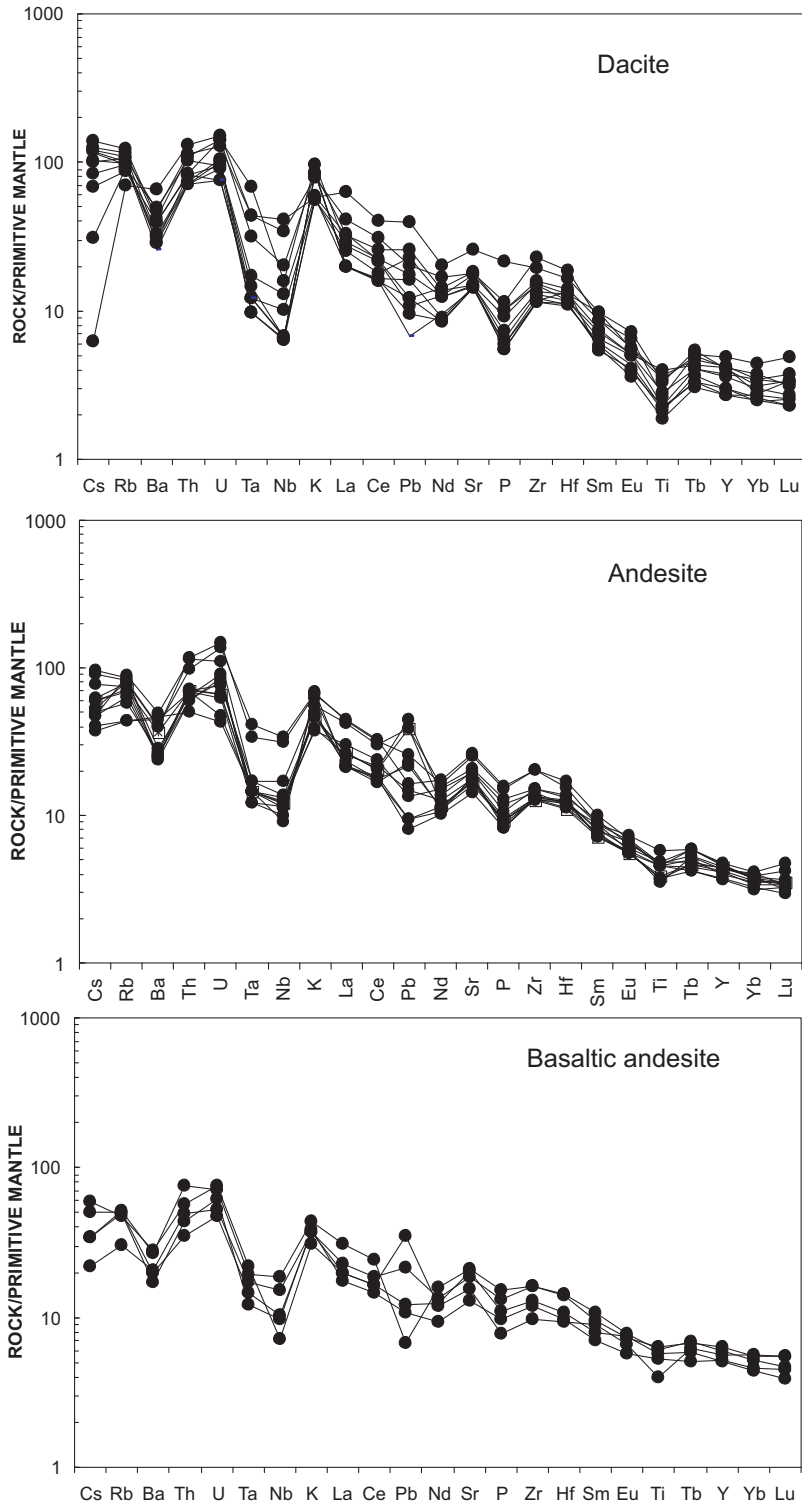 1000
Dacite
100
ROCK/PRIMITIVE MANTLE
10
1
Cs Rb Ba Th U Ta Nb K La Ce Pb Nd Sr P Zr Hf Sm Eu Ti Tb Y Yb Lu
1000
Andesite
100
ROCK/PRIMITIVE MANTLE
10
1
Cs Rb Ba Th U Ta Nb K La Ce Pb Nd Sr P Zr Hf Sm Eu Ti Tb Y Yb Lu
1000
Basaltic andesite
100
ROCK/PRIMITIVE MANTLE
10
1
Cs Rb Ba Th U Ta Nb K La Ce Pb Nd Sr P Zr Hf Sm Eu Ti Tb Y Yb Lu